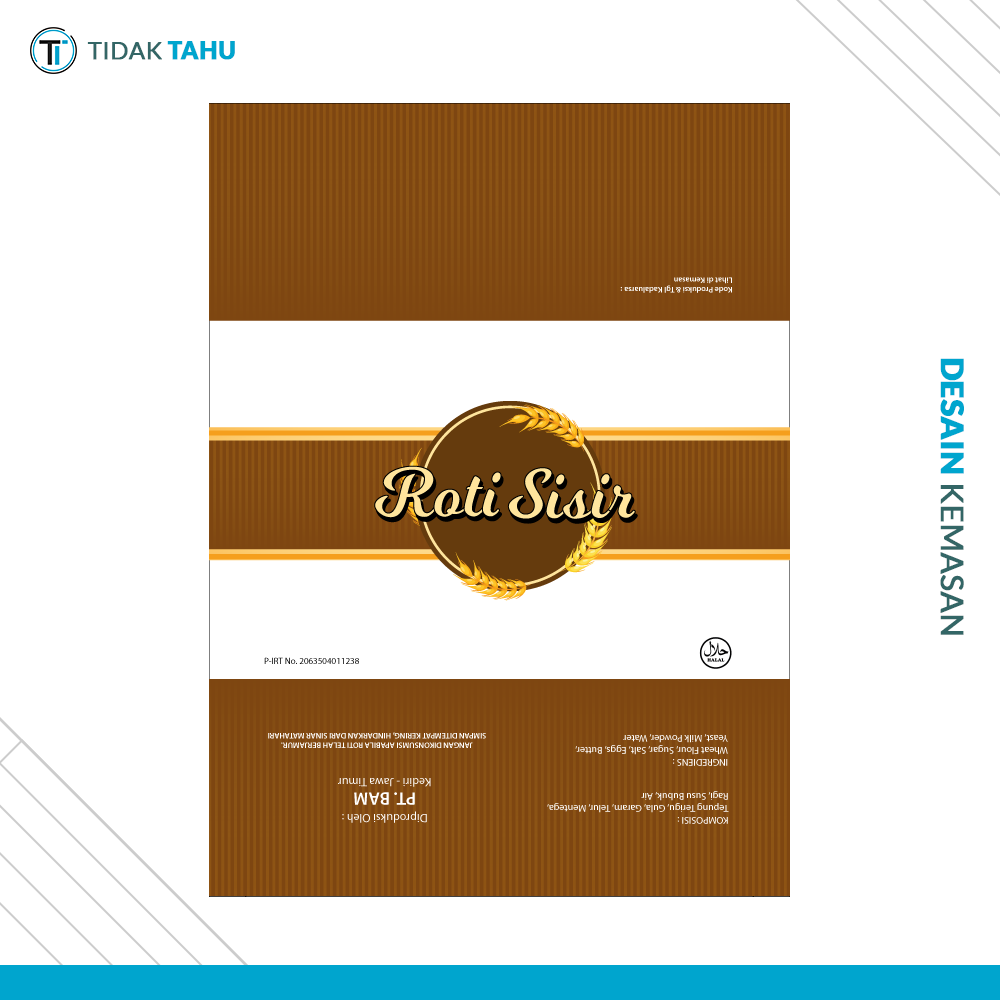 TIDAK TAHU
Kode Produksi & Tgl Kadaluarsa :
Lihat di Kemasan
Roti Sisir
P-IRT No. 2063504011238
حلال
HALAL
KOMPOSISI :
Tepung Terigu, Gula, Garam, Telur, Mentega,
Ragi, Susu Bubuk, Air
INGREDIENS :
Wheat Flour, Sugar, Salt, Eggs, Butter,
Yeast, Milk Powder, Water
Diproduksi Oleh :
PT. BAM
Kediri - Jawa Timur
JANGAN DIKONSUMSI APABILA ROTI TELAH BERJAMUR.
SIMPAN DITEMPAT KERING, HINDARKAN DARI SINAR MATAHARI
DESAIN KEMASAN